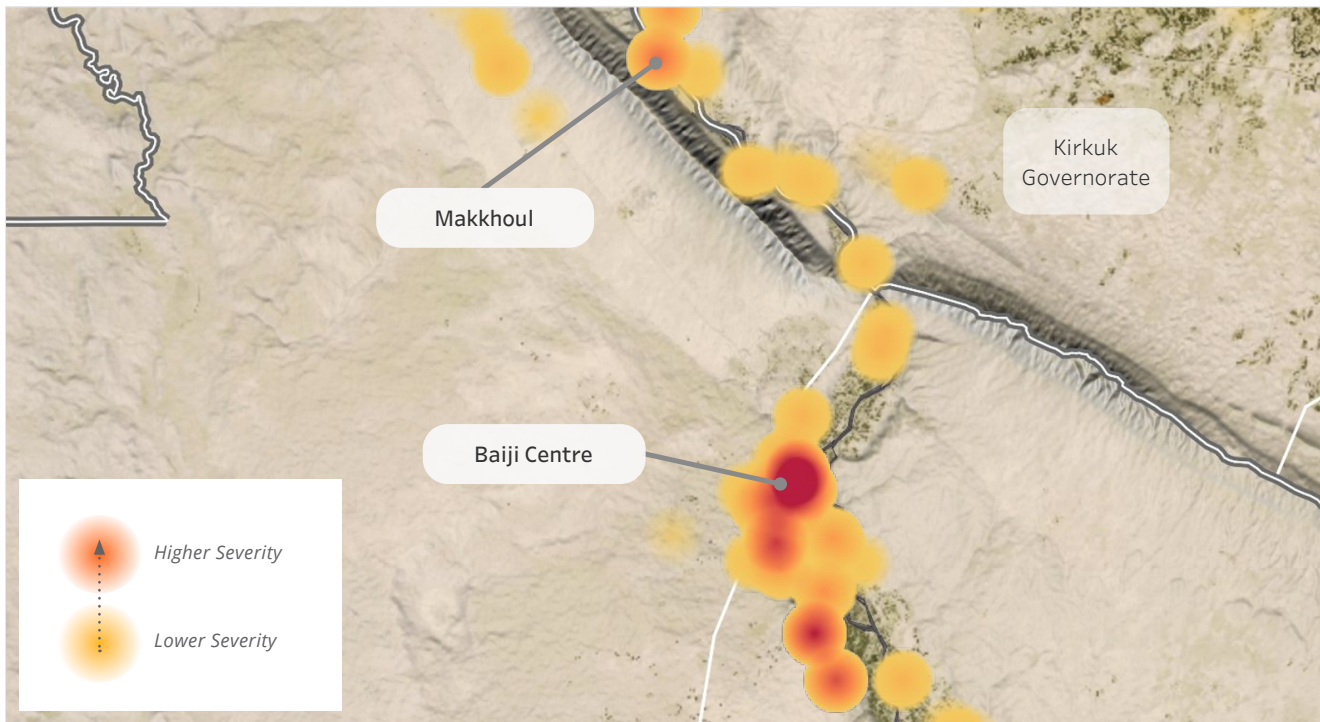 Kirkuk
Governorate
Makkhoul
Baiji Centre
Higher Severity
Lower Severity